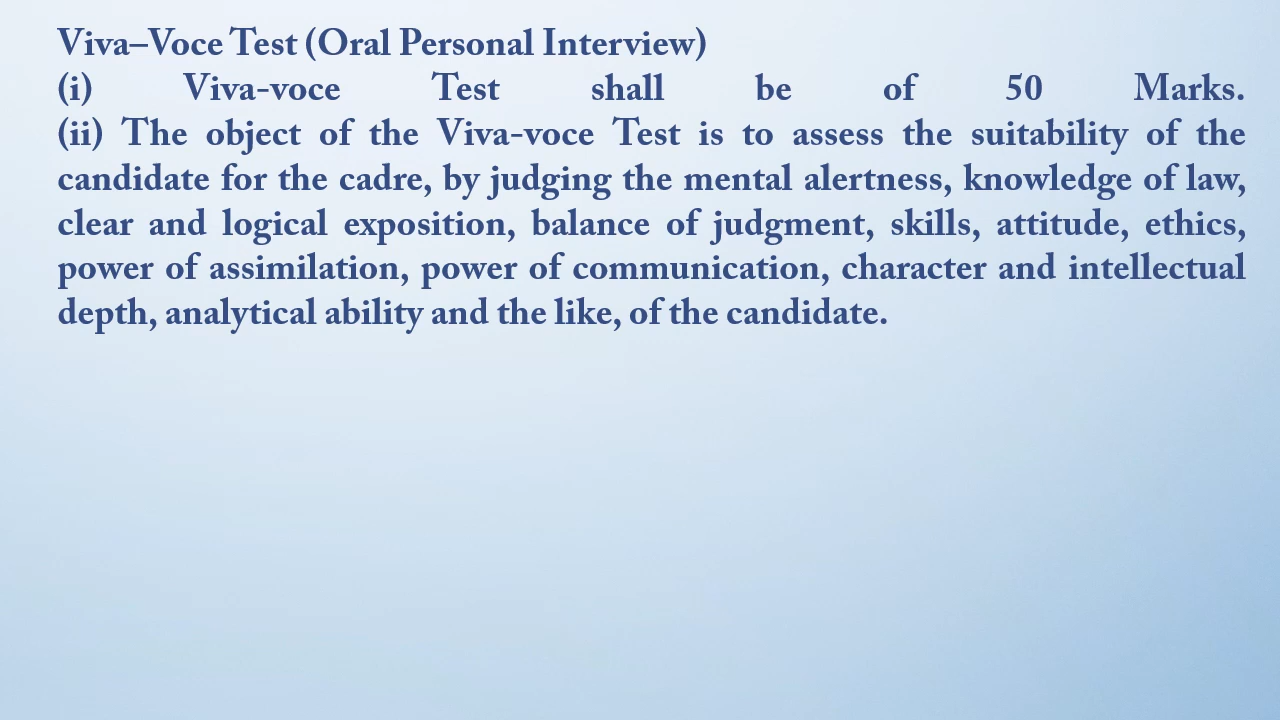 Viva–Voce Test (Oral Personal Interview)
(i) Viva-voce Test shall be of 50 Marks.
(ii) The object of the Viva-voce Test is to assess the suitability of the
candidate for the cadre, by judging the mental alertness, knowledge of law,
clear and logical exposition, balance of judgment, skills, attitude, ethics,
power of assimilation, power of communication, character and intellectual
depth, analytical ability and the like, of the candidate.